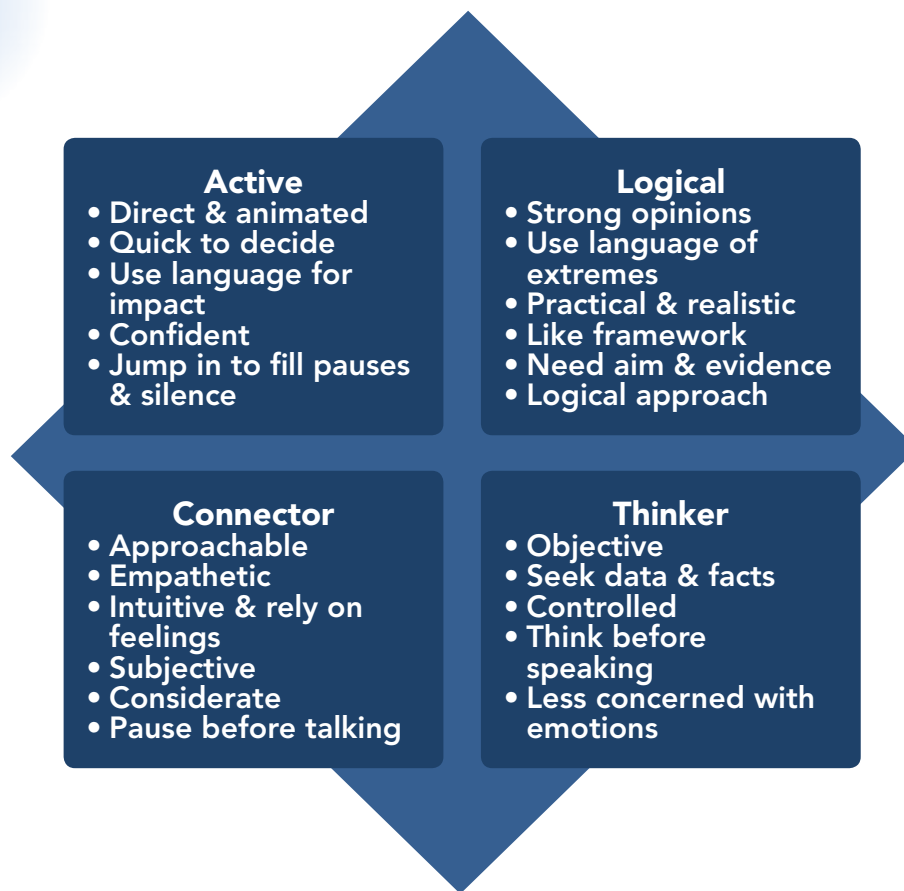 Active
• Direct & animated
• Quick to decide
• Use language for
impact
• Confident
• Jump in to fill pauses
& silence
Logical
• Strong opinions
• Use language of
extremes
• Practical & realistic
• Like framework
• Need aim & evidence
• Logical approach
Connector
• Approachable
• Empathetic
• Intuitive & rely on
feelings
• Subjective
• Considerate
• Pause before talking
Thinker
• Objective
• Seek data & facts
• Controlled
• Think before
speaking
• Less concerned with
emotions